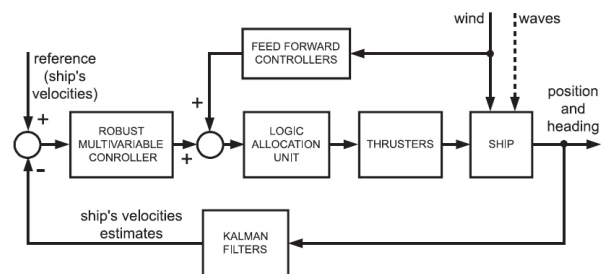 wind
waves
FEED FORWARD
CONTROLLERS
reference
(ship's
velocities)
position
and
heading
+
+
+
-
ROBUST
MULTIVARIABLE
CONROLLER
LOGIC
ALLOCATION
UNIT
THRUSTERS
SHIP
ship's velocities
estimates
KALMAN
FILTERS